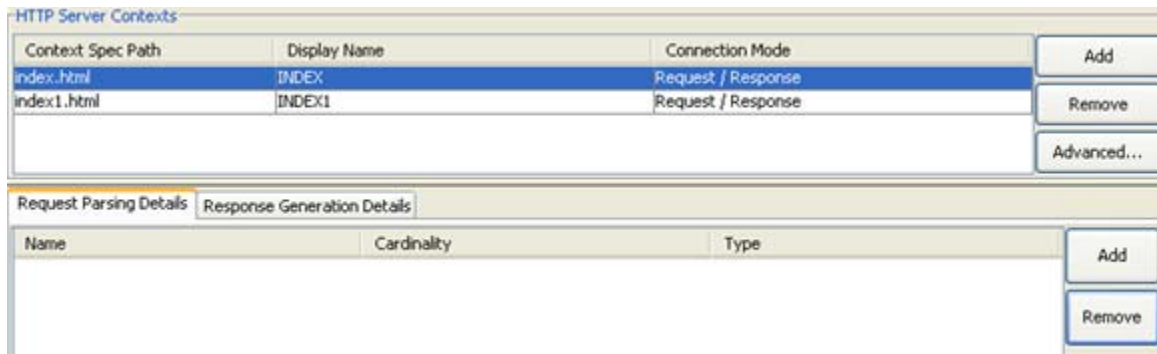 HTTP Server Contexts
Context Spec Path Display Name Connection Mode
index.html INDEX Request / Response
index1.html INDEX1 Request / Response
Add
Remove
Advanced...
Request Parsing Details Response Generation Details
Name Cardinality Type
Add
Remove